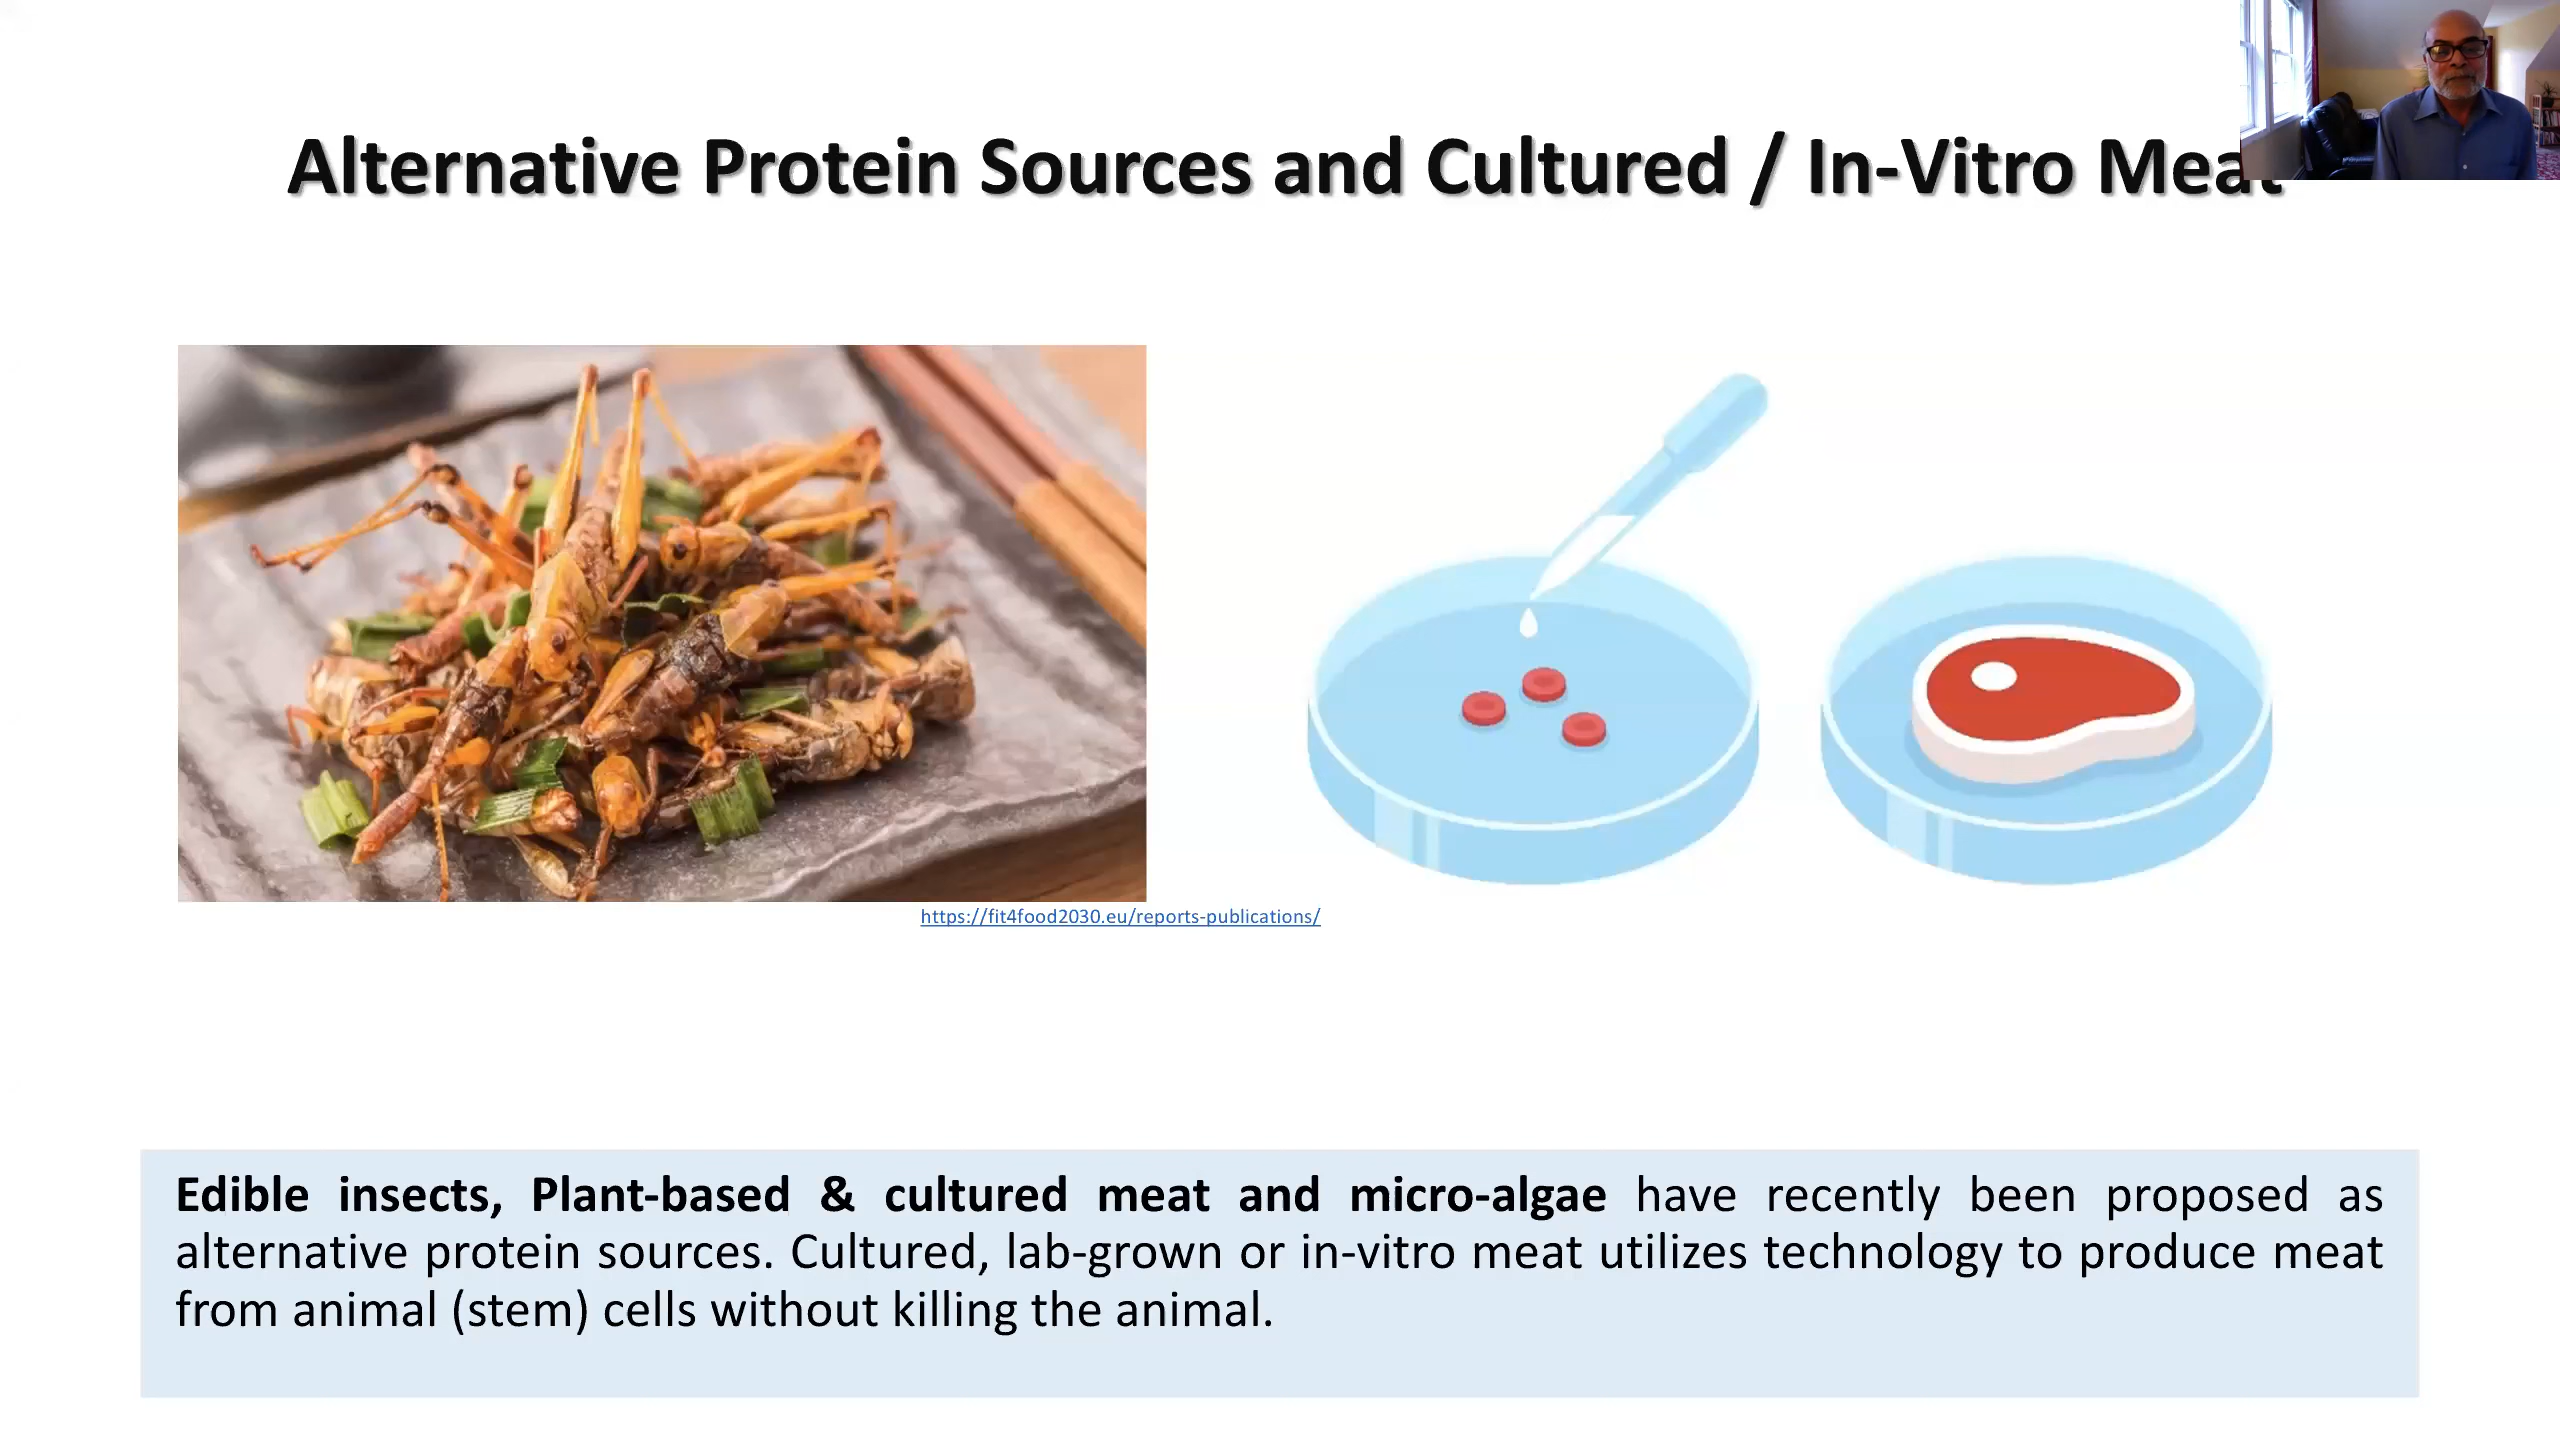 Alternative Protein Sources and Cultured / In-Vitro Meat
https://fit4food2030.eu/reports-publications/
Edible insects, Plant-based & cultured meat and micro-algae have recently been proposed as
alternative protein sources. Cultured, lab-grown or in-vitro meat utilizes technology to produce meat
from animal (stem) cells without killing the animal.